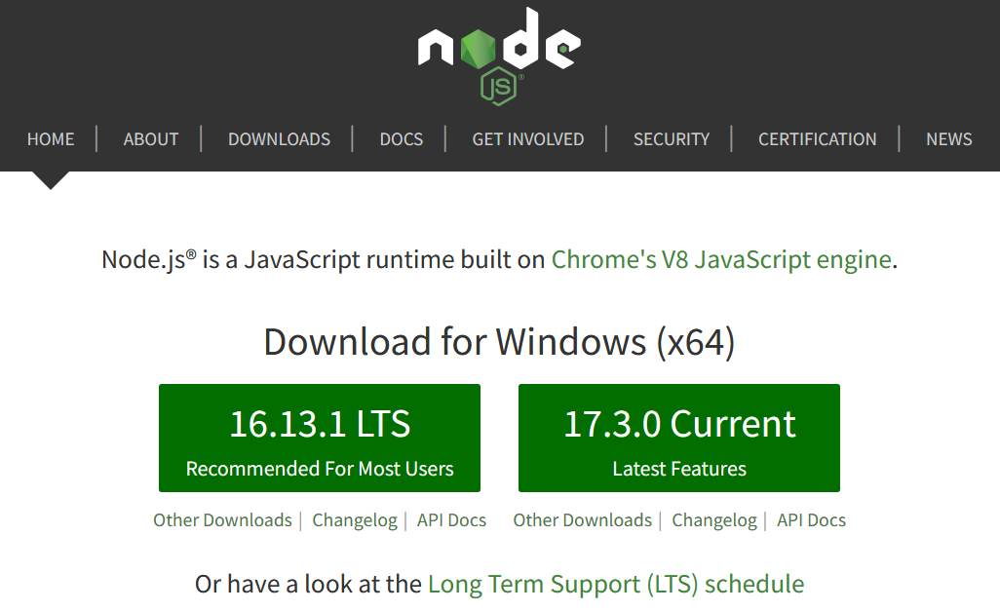 node
JS®
HOME | ABOUT | DOWNLOADS | DOCS | GET INVOLVED | SECURITY | CERTIFICATION | NEWS
Node.js® is a JavaScript runtime built on Chrome's V8 JavaScript engine.
Download for Windows (x64)
16.13.1 LTS
Recommended For Most Users
17.3.0 Current
Latest Features
Other Downloads | Changelog | API Docs
Other Downloads | Changelog | API Docs
Or have a look at the Long Term Support (LTS) schedule